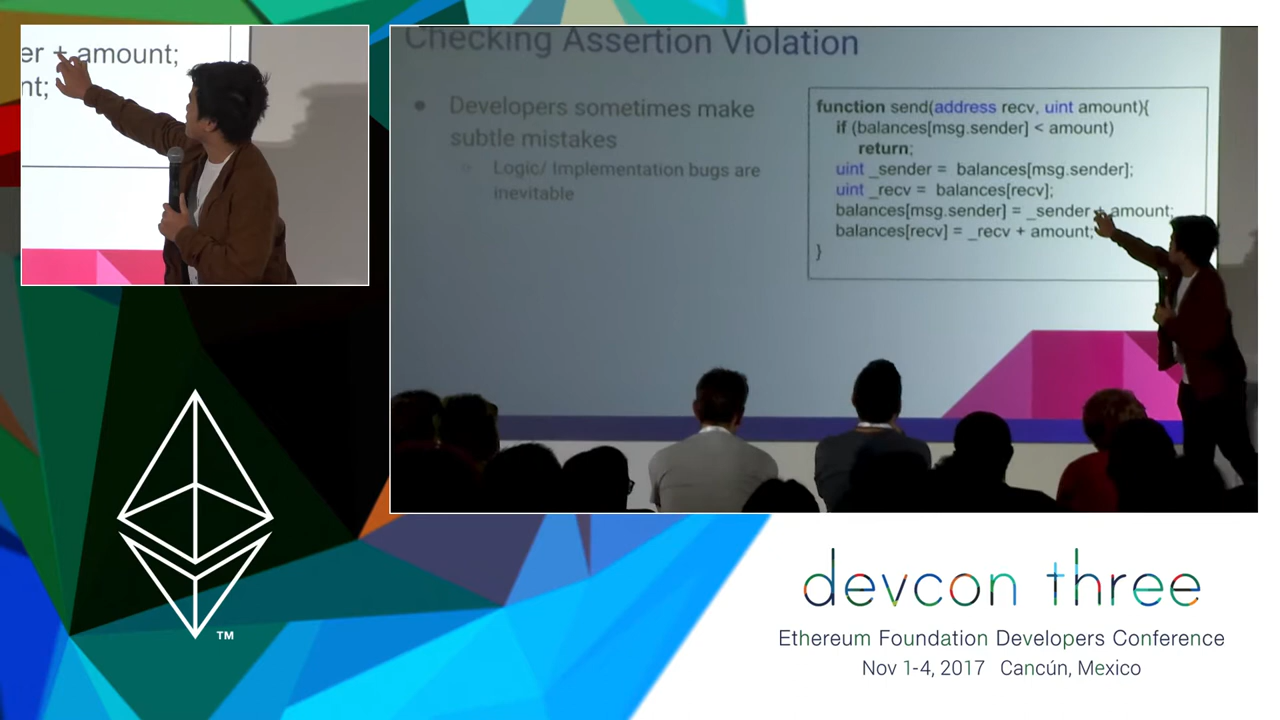 er + amount;
nt;
Checking Assertion Violation
Developers sometimes make
subtle mistakes
Logic/ Implementation bugs are
inevitable
function send(address recv, uint amount){
if (balances[msg.sender] < amount)
return;
uint _sender = balances[msg.sender];
uint _recv = balances[recv];
balances[msg.sender] = _sender + amount;
balances[recv] = _recv + amount;
}
TM
devcon three
Ethereum Foundation Developers Conference
Nov 1-4, 2017 Cancún, Mexico